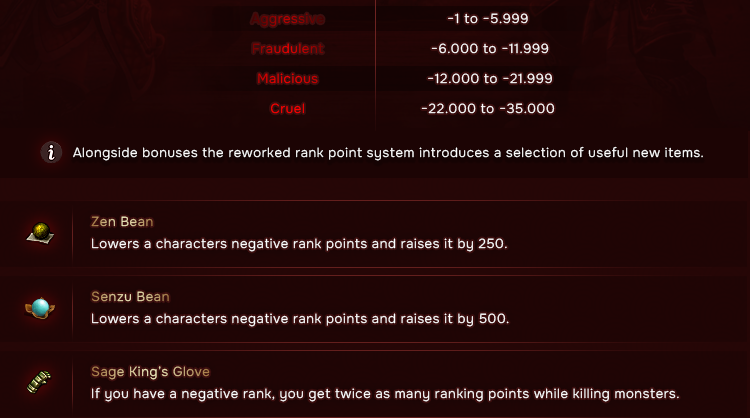 Aggressive -1 to -5.999
Fraudulent -6.000 to -11.999
Malicious -12.000 to -21.999
Cruel -22.000 to -35.000
Alongside bonuses the reworked rank point system introduces a selection of useful new items.
Zen Bean
Lowers a characters negative rank points and raises it by 250.
Senzu Bean
Lowers a characters negative rank points and raises it by 500.
Sage King's Glove
If you have a negative rank, you get twice as many ranking points while killing monsters.